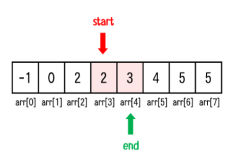 start
-1 0 2 2 3 4 5 5
arr[0] arr[1] arr[2] arr[3] arr[4] arr[5] arr[6] arr[7]
end